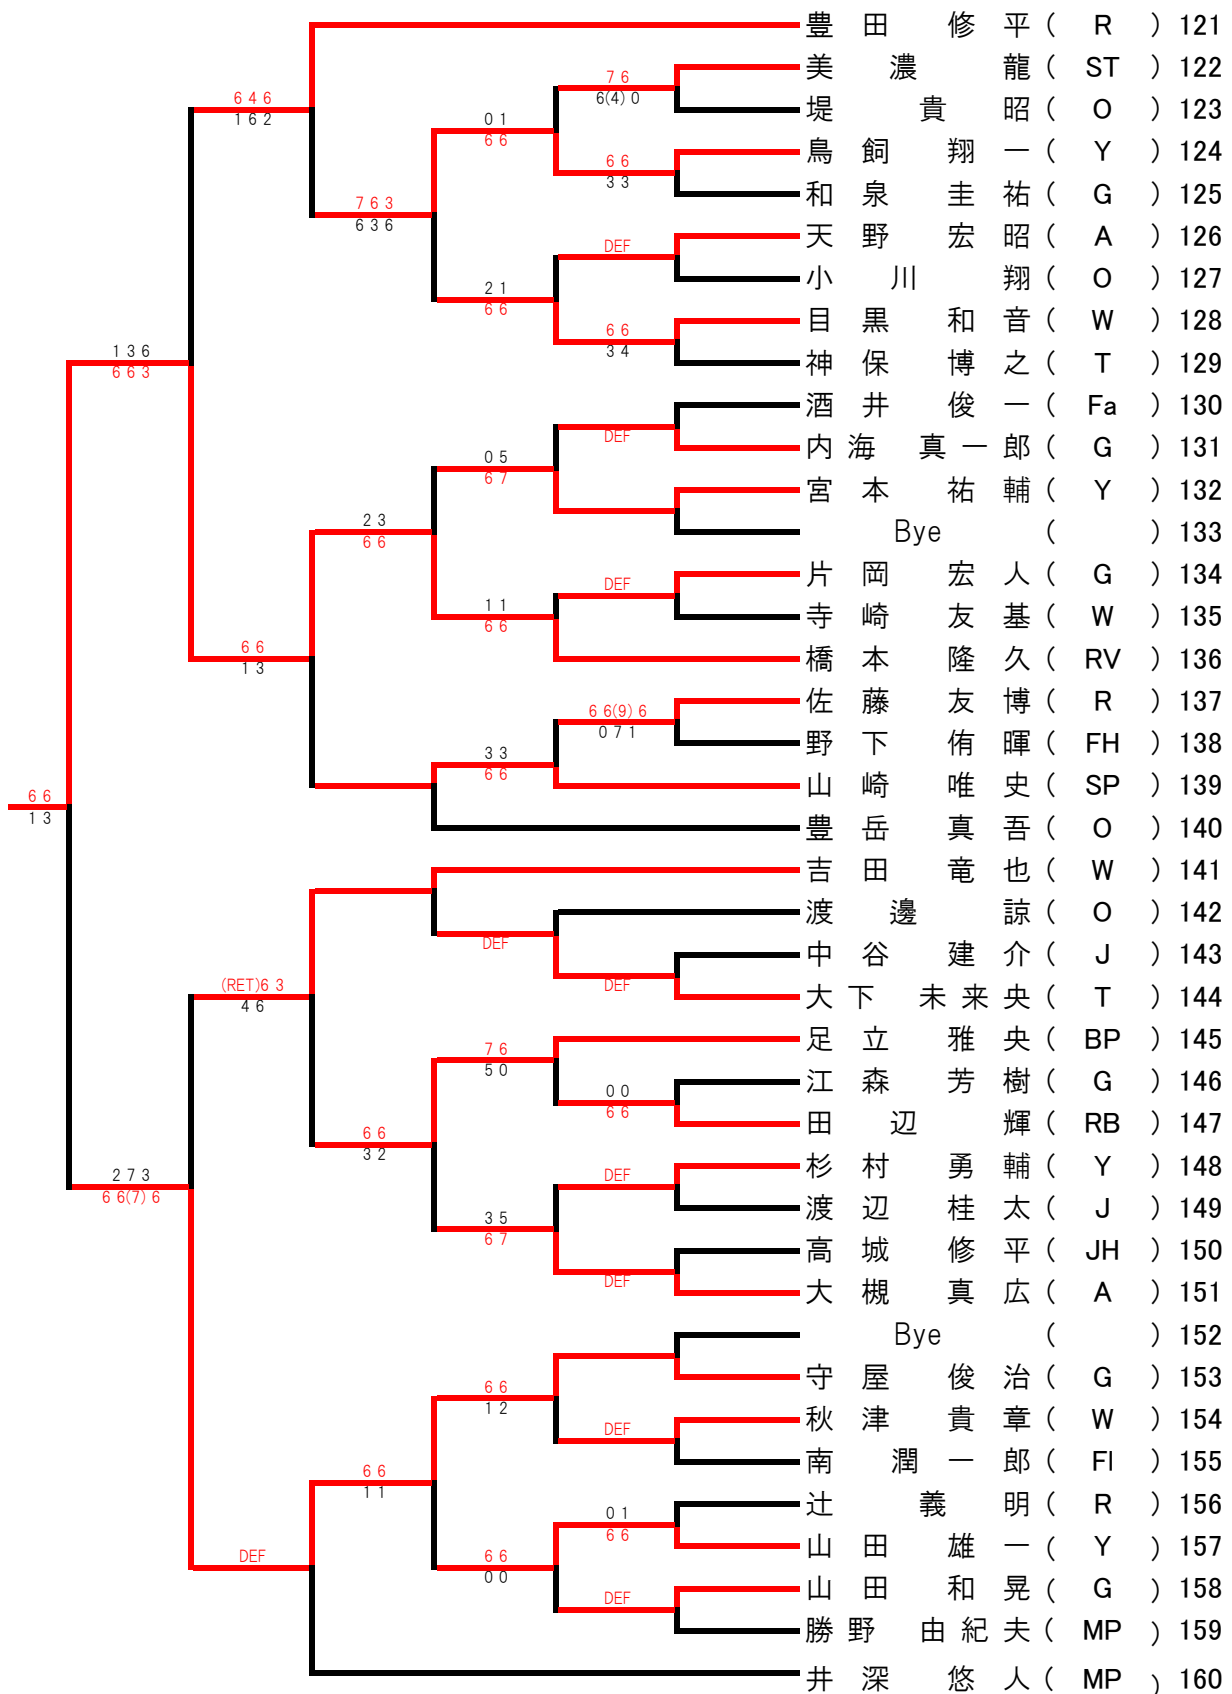 豊田 修平 ( R ) 121
美濃 龍 ( ST ) 122
7 6
6(4) 0
堤 貴昭 ( O ) 123
6 4 6
1 6 2
0 1
6 6
鳥飼 翔一 ( Y ) 124
6 6
3 3
和泉 圭祐 ( G ) 125
7 6 3
6 3 6
天野 宏昭 ( A ) 126
DEF
小川 翔 ( O ) 127
2 1
6 6
目黒 和音 ( W ) 128
6 6
3 4
神保 博之 ( T ) 129
1 3 6
6 6 3
酒井 俊一 ( Fa ) 130
DEF
内海 真一郎 ( G ) 131
0 5
6 7
宮本 祐輔 ( Y ) 132
2 3
6 6
Bye ( ) 133
片岡 宏人 ( G ) 134
DEF
寺崎 友基 ( W ) 135
1 1
6 6
6 6
1 3
橋本 隆久 ( RV ) 136
佐藤 友博 ( R ) 137
6 6(9) 6
0 7 1
野下 侑暉 ( FH ) 138
3 3
6 6
山崎 唯史 ( SP ) 139
6 6
1 3
豊岳 真吾 ( O ) 140
吉田 竜也 ( W ) 141
渡邊 諒 ( O ) 142
DEF
中谷 建介 ( J ) 143
DEF
(RET)6 3
4 6
大下 未来央 ( T ) 144
足立 雅央 ( BP ) 145
7 6
5 0
江森 芳樹 ( G ) 146
0 0
6 6
田辺 輝 ( RB ) 147
6 6
3 2
杉村 勇輔 ( Y ) 148
DEF
2 7 3
6 6(7) 6
渡辺 桂太 ( J ) 149
3 5
6 7
高城 修平 ( JH ) 150
DEF
大槻 真広 ( A ) 151
Bye ( ) 152
守屋 俊治 ( G ) 153
6 6
1 2
秋津 貴章 ( W ) 154
DEF
南 潤一郎 ( FI ) 155
6 6
1 1
辻 義明 ( R ) 156
0 1
6 6
山田 雄一 ( Y ) 157
DEF
6 6
0 0
山田 和晃 ( G ) 158
DEF
勝野 由紀夫 ( MP ) 159
井深 悠人 ( MP ) 160